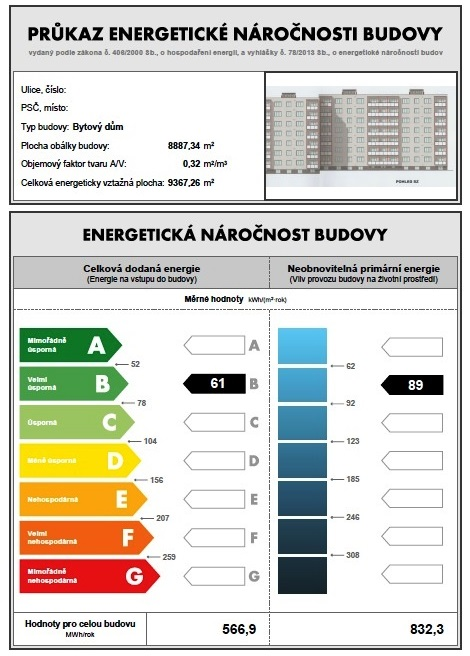 PRŮKAZ ENERGETICKÉ NÁROČNOSTI BUDOVY
vydaný podle zákona č. 406/2000 Sb., o hospodaření energií, a vyhlášky č. 78/2013 Sb., o energetické náročnosti budov
Ulice, číslo:
PSČ, místo:
Typ budovy: Bytový dům
Plocha obálky budovy: 8887,34 m²
Objemový faktor tvaru A/V: 0,32 m²/m³
Celková energeticky vztažná plocha: 9367,26 m²
POHLED SZ
ENERGETICKÁ NÁROČNOST BUDOVY
Celková dodaná energie
(Energie na vstupu do budovy)
Neobnovitelná primární energie
(Vliv provozu budovy na životní prostředí)
Měrné hodnoty kWh/(m²·rok)
Mimořádně úsporná A A
52 62
Velmi úsporná B 61 B 89
78 92
Úsporná C C
104 123
Méně úsporná D D
156 185
Nehospodárná E E
207 246
Velmi nehospodárná F F
259 308
Mimořádně nehospodárná G G
Hodnoty pro celou budovu 566,9 832,3
MWh/rok